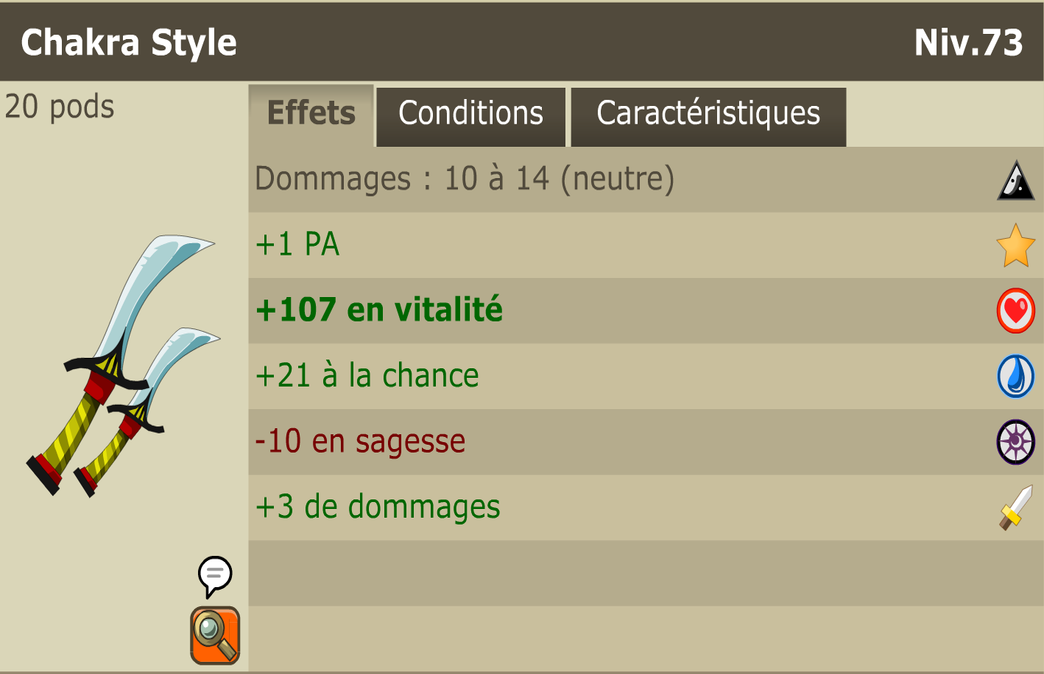 Chakra Style
Niv.73
20 pods
Effets
Conditions
Caractéristiques
Dommages : 10 à 14 (neutre)
+1 PA
+107 en vitalité
+21 à la chance
-10 en sagesse
+3 de dommages